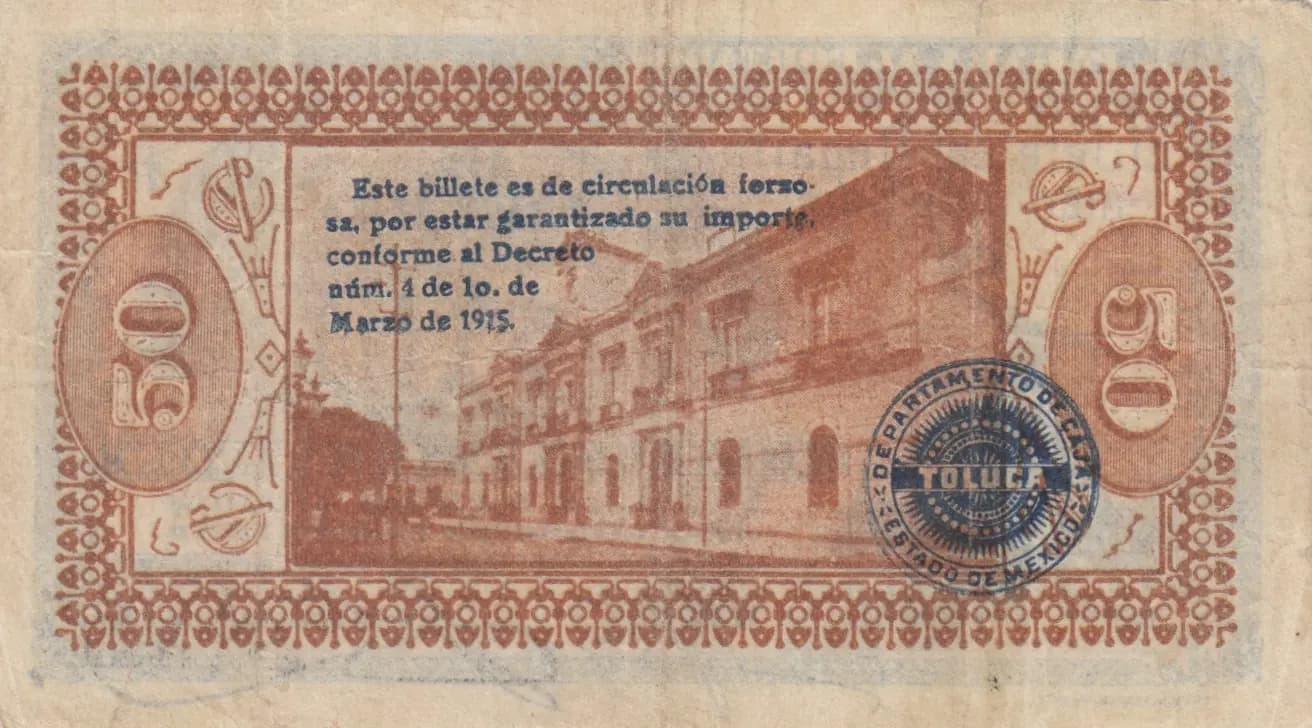 Este billete es de circulación forzo-
sa, por estar garantizado su importe,
conforme al Decreto
núm. 4 de 1o. de
Marzo de 1915.
50
50
DEPARTAMENTO DE CAJA
TOLUCA
ESTADO DE MEXICO